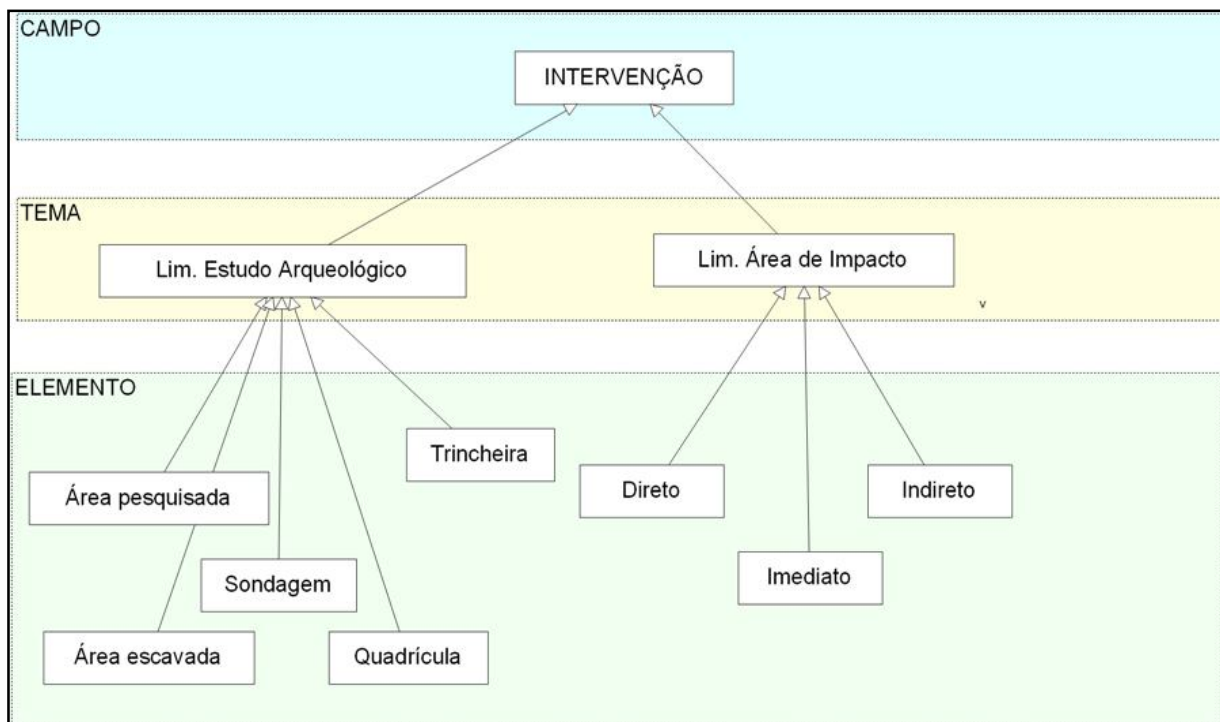 CAMPO
INTERVENÇÃO
TEMA
Lim. Estudo Arqueológico
Lim. Área de Impacto
v
ELEMENTO
Trincheira
Área pesquisada
Direto
Indireto
Sondagem
Imediato
Área escavada
Quadrícula